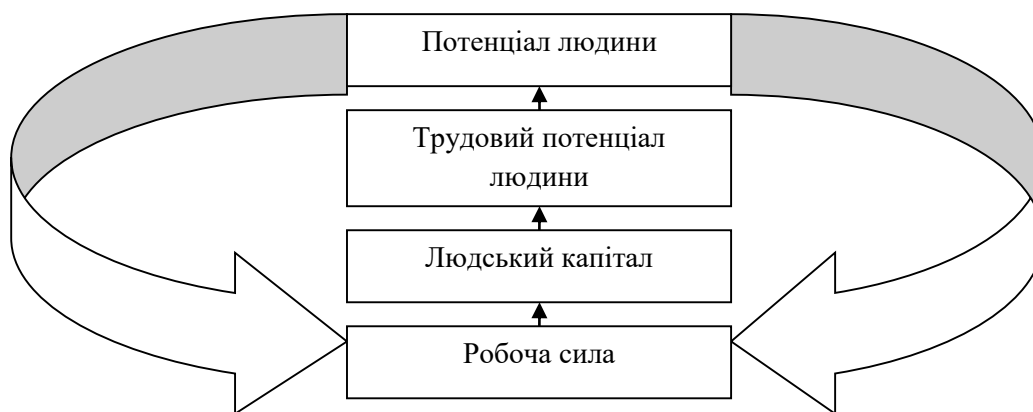 Потенціал людини
Трудовий потенціал
людини
Людський капітал
Робоча сила